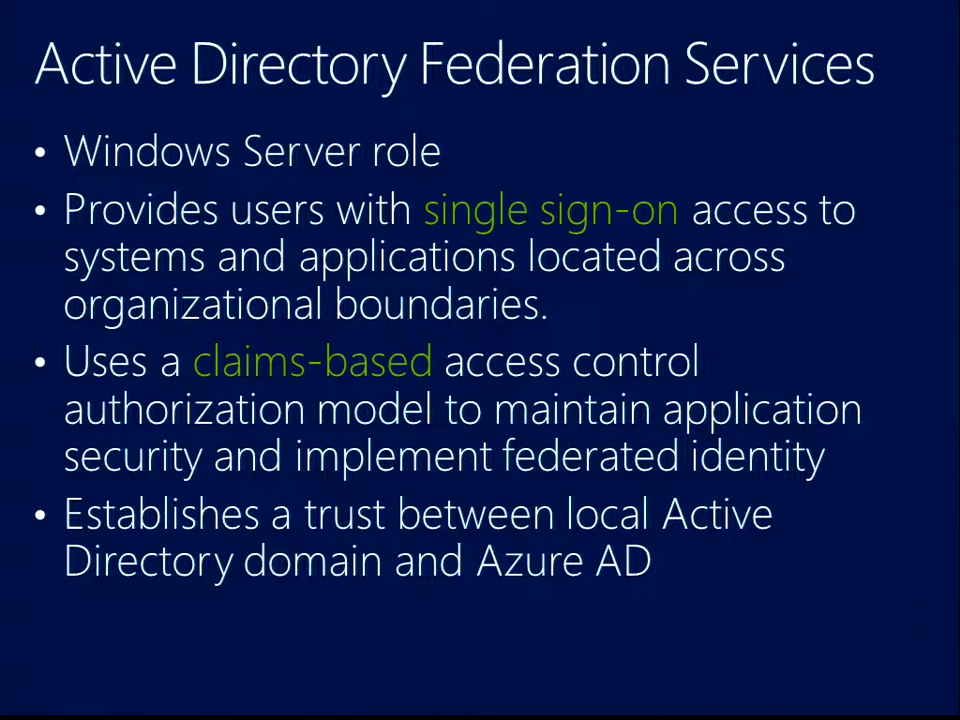 Active Directory Federation Services
• Windows Server role
• Provides users with single sign-on access to
systems and applications located across
organizational boundaries.
• Uses a claims-based access control
authorization model to maintain application
security and implement federated identity
• Establishes a trust between local Active
Directory domain and Azure AD